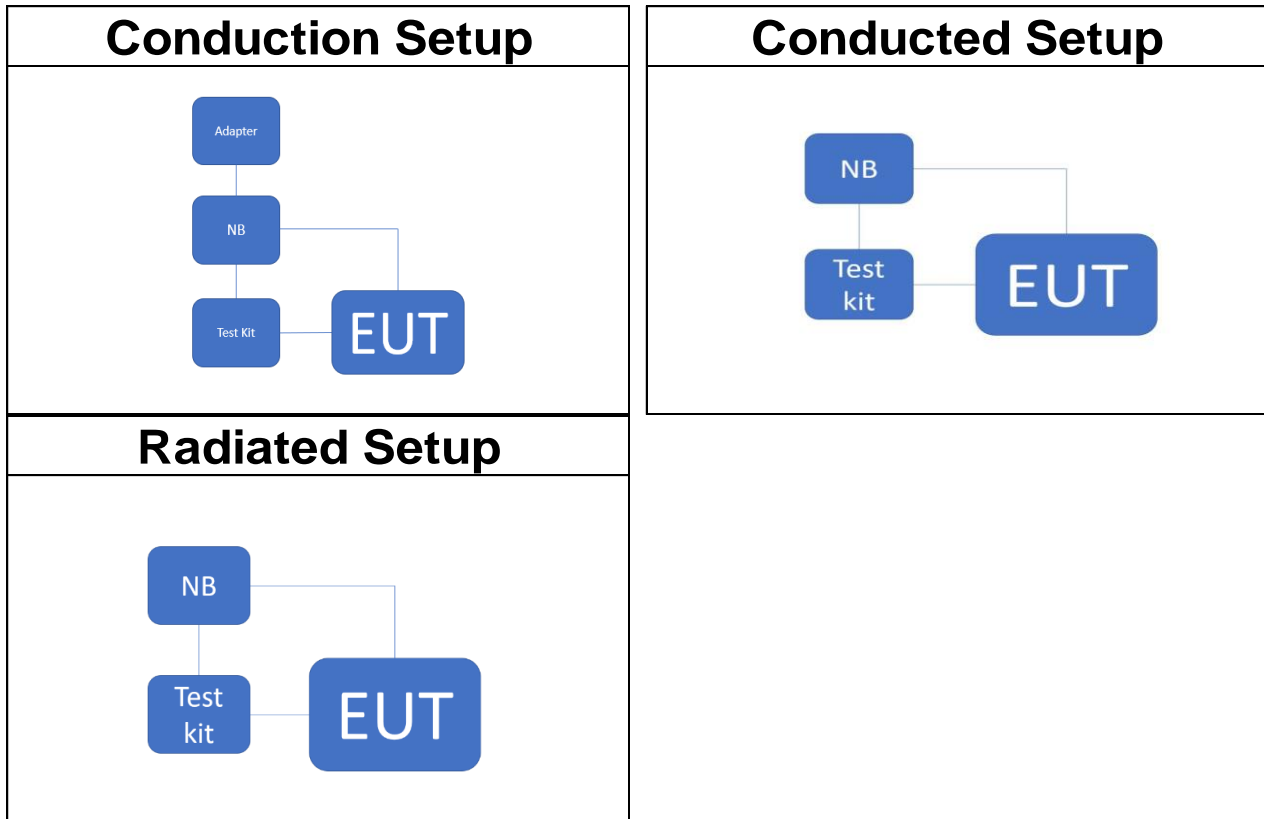 Conduction Setup
Adapter
NB
Test Kit
EUT
Conducted Setup
NB
Test
kit
EUT
Radiated Setup
NB
Test
kit
EUT